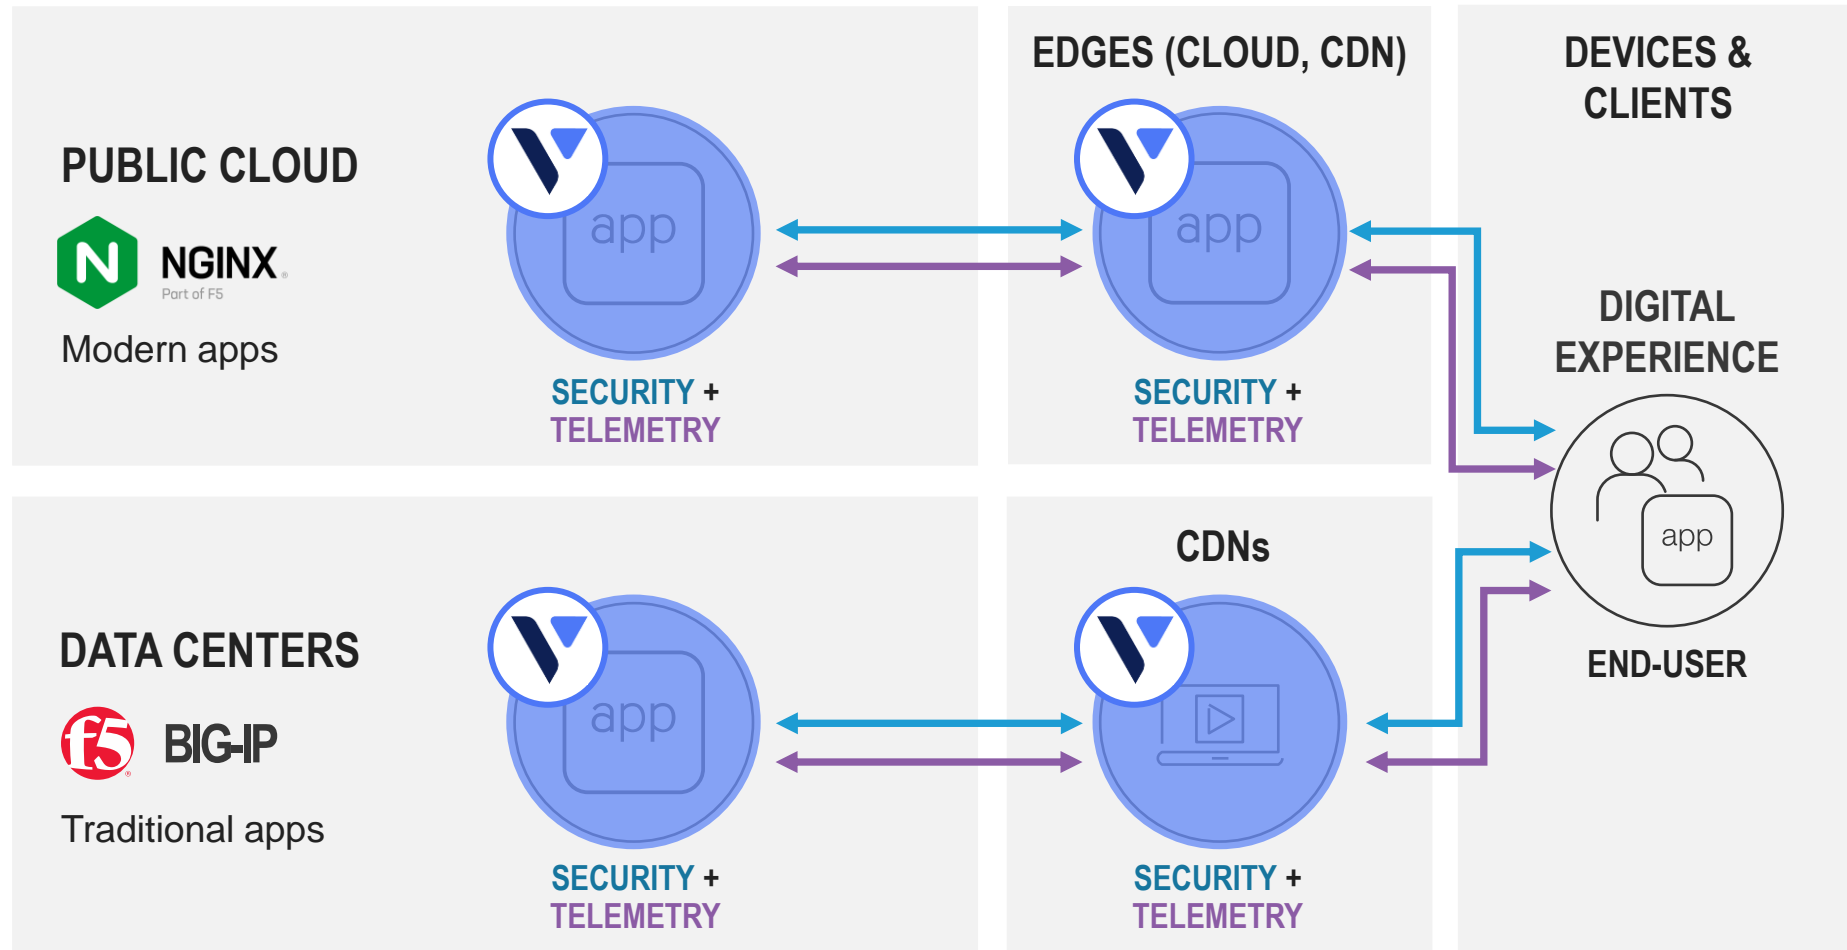 PUBLIC CLOUD
N
NGINX®
Part of F5
Modern apps
app
SECURITY +
TELEMETRY
EDGES (CLOUD, CDN)
app
SECURITY +
TELEMETRY
DEVICES &
CLIENTS
DIGITAL
EXPERIENCE
app
END-USER
DATA CENTERS
f5® BIG-IP
Traditional apps
app
SECURITY +
TELEMETRY
CDNs
SECURITY +
TELEMETRY